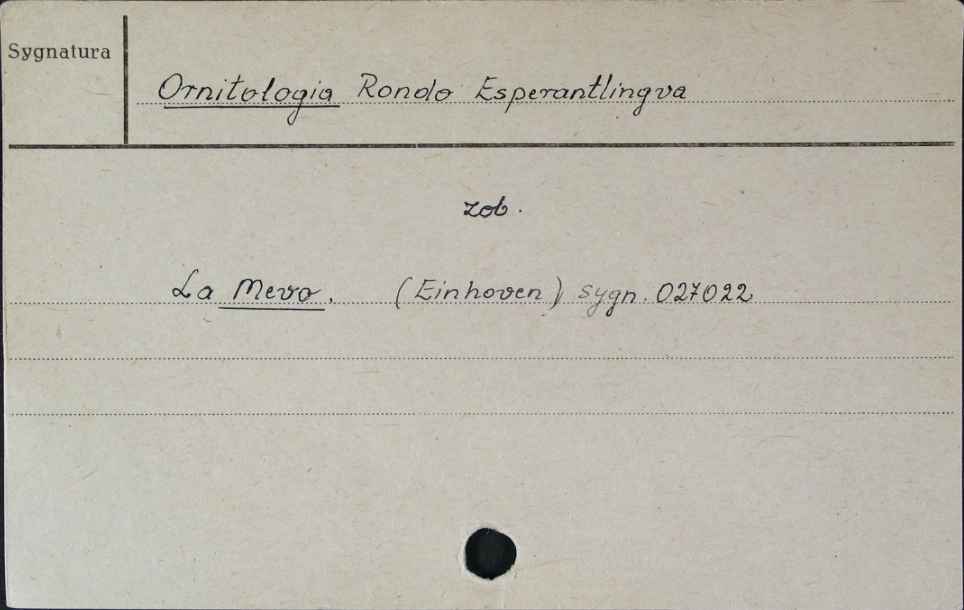 Sygnatura
Ornitologia Rondo Esperantlingva
zob.
La Mevo. (Einhoven) sygn. 027022